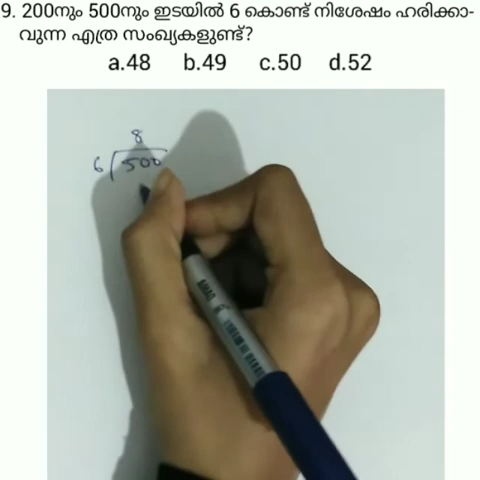 9. 200നും 500നും ഇടയിൽ 6 കൊണ്ട് നിശേഷം ഹരിക്കാ-
വുന്ന എത്ര സംഖ്യകളുണ്ട്?
a.48 b.49 c.50 d.52
8
6 500